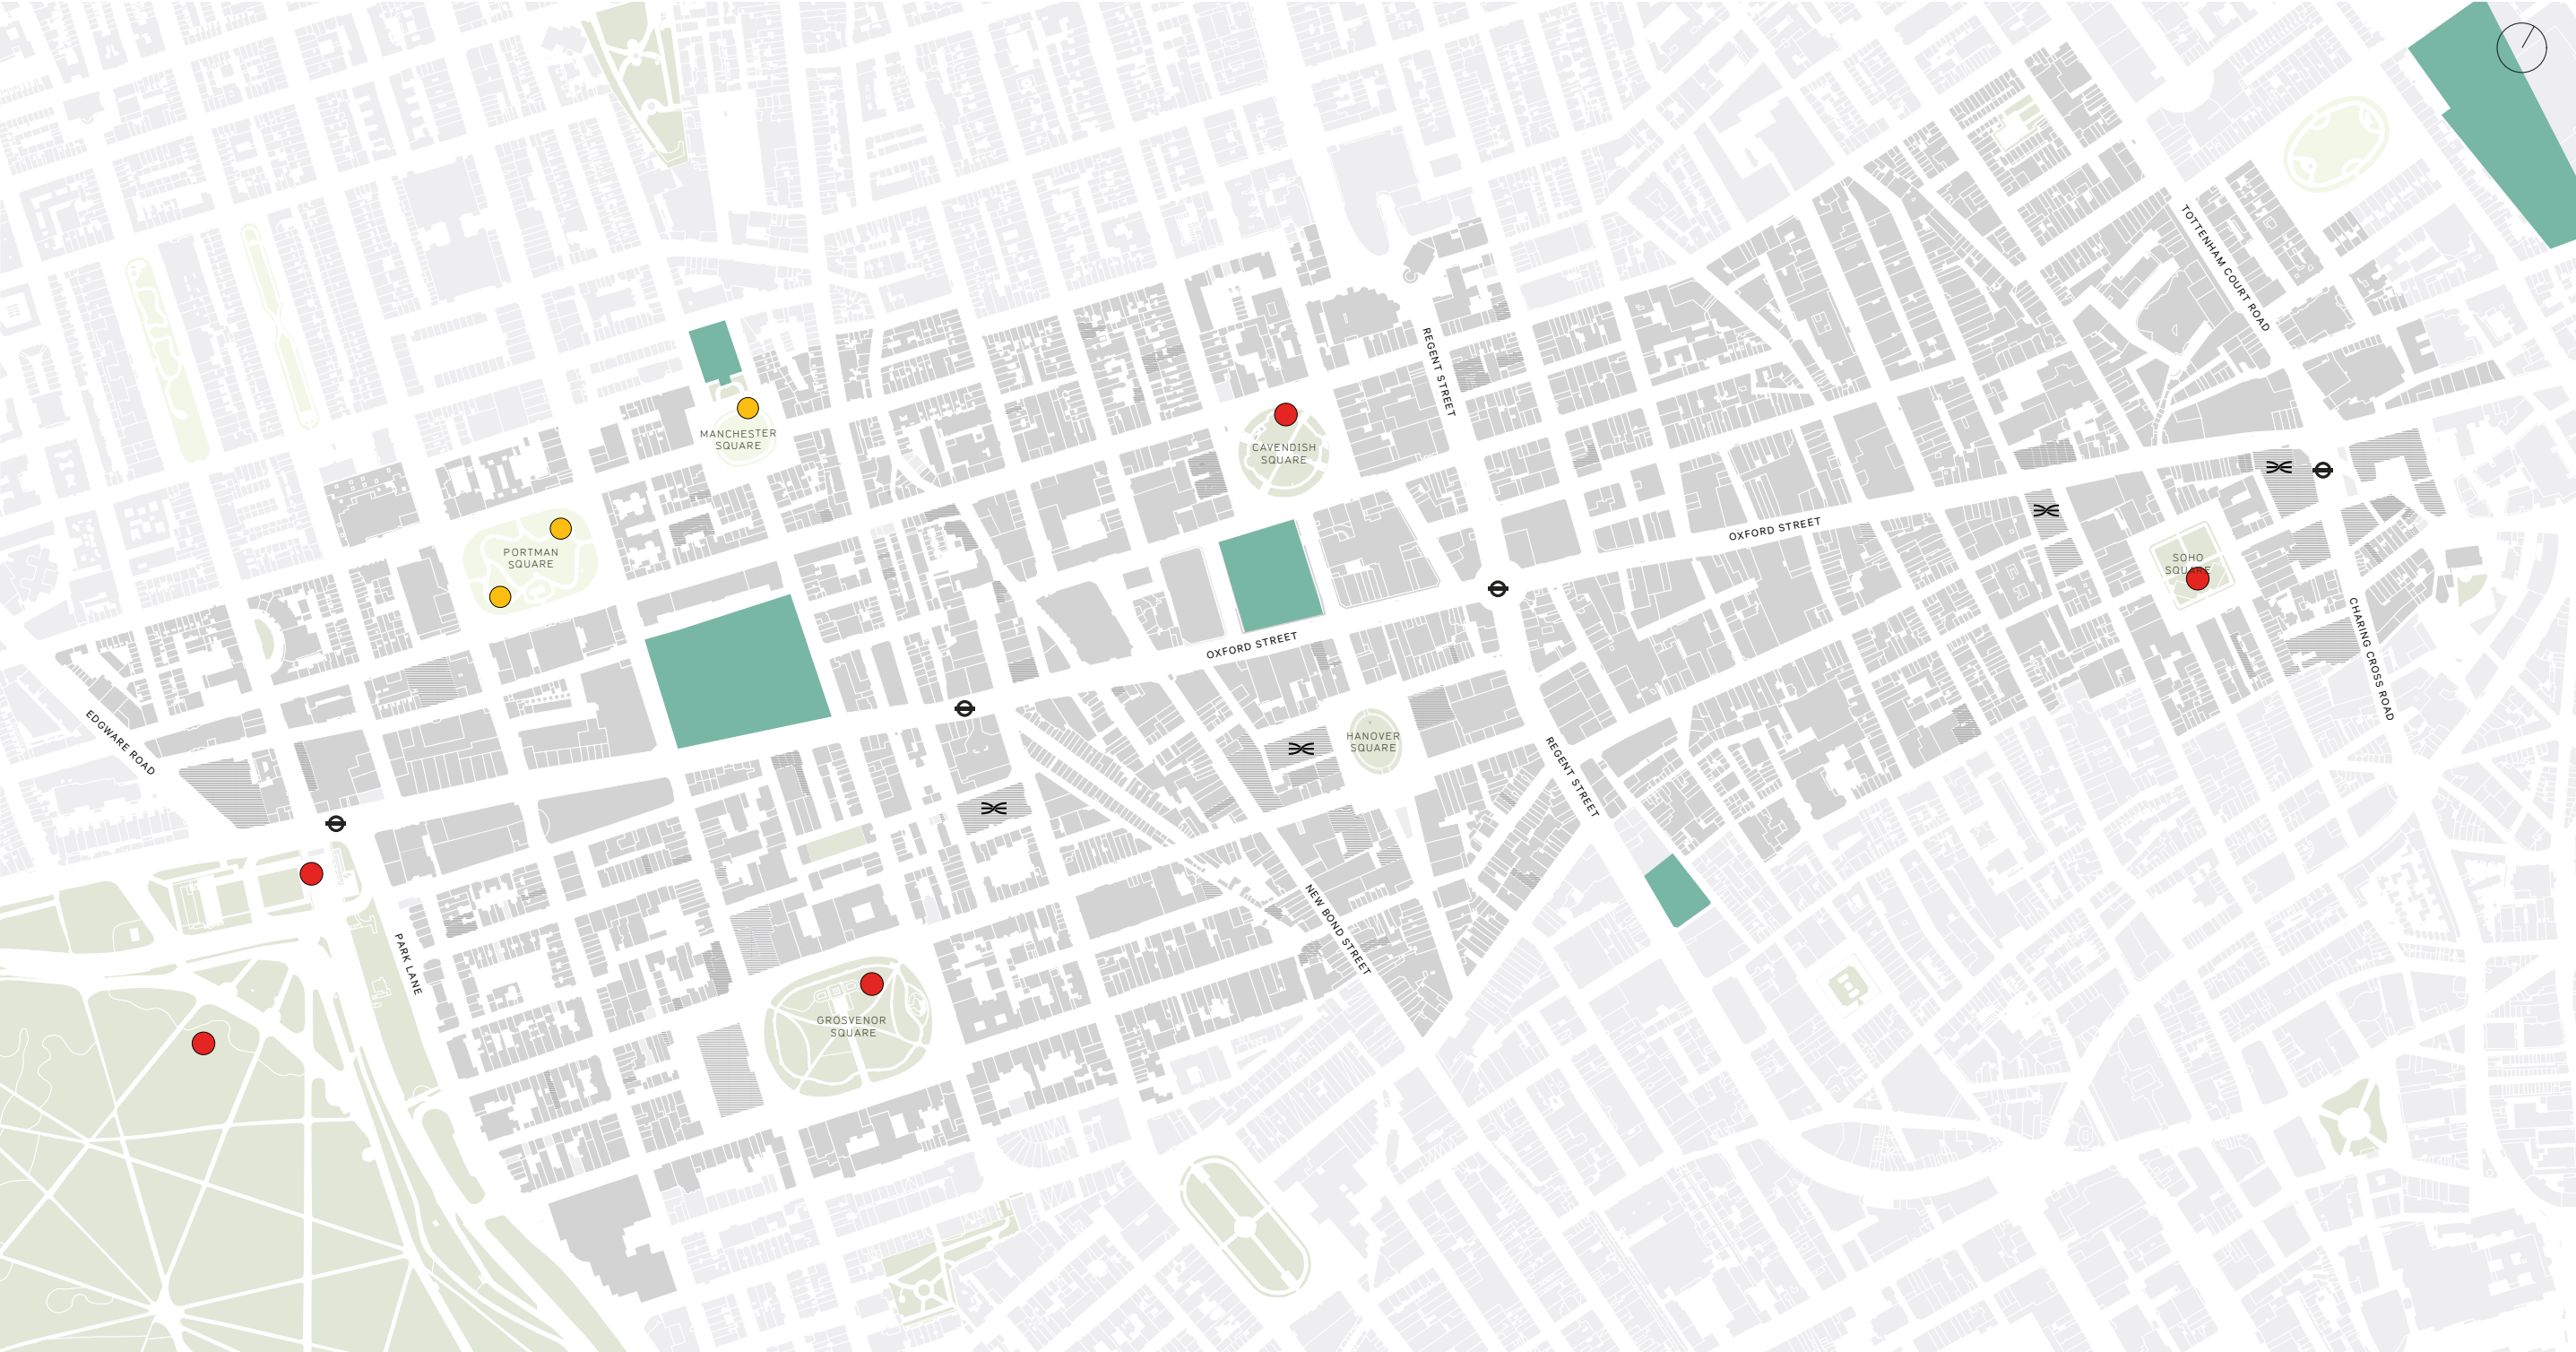 TOTTENHAM COURT ROAD
REGENT STREET
MANCHESTER
SQUARE
CAVENDISH
SQUARE
OXFORD STREET
PORTMAN
SQUARE
SOHO
SQUARE
OXFORD STREET
CHARING CROSS ROAD
EDGWARE ROAD
HANOVER
SQUARE
REGENT STREET
NEW BOND STREET
PARK LANE
GROSVENOR
SQUARE